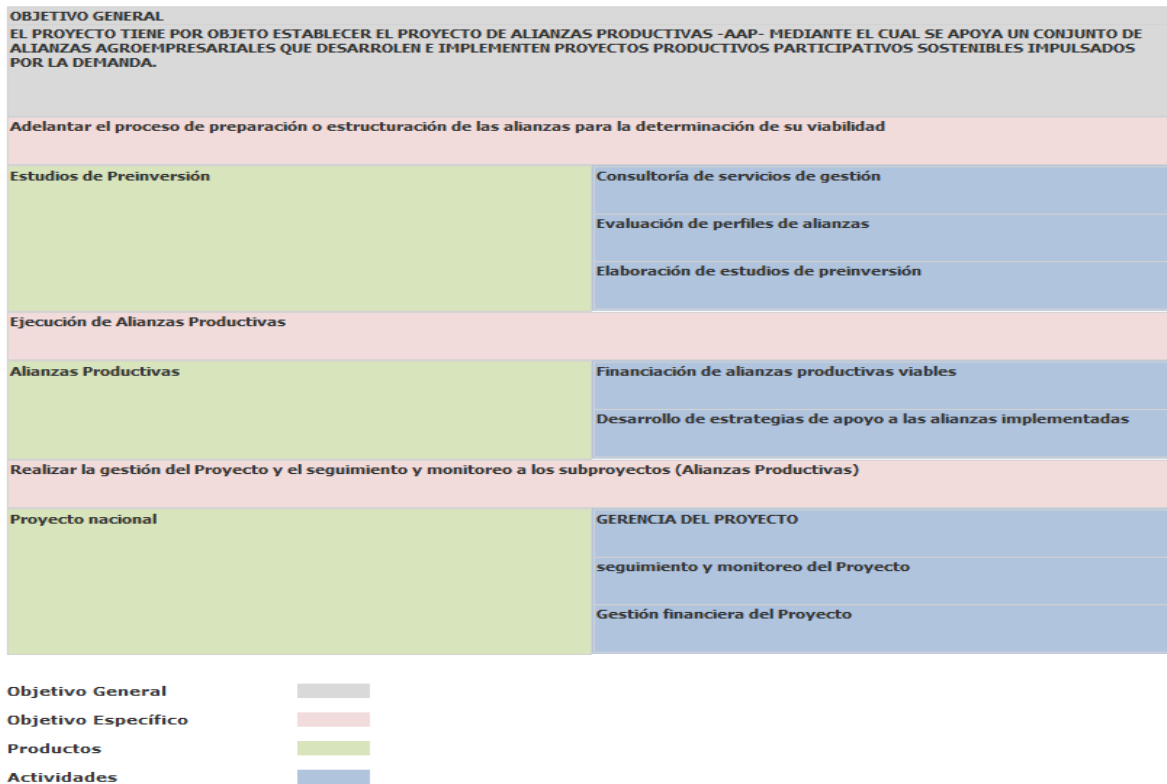 OBJETIVO GENERAL
EL PROYECTO TIENE POR OBJETO ESTABLECER EL PROYECTO DE ALIANZAS PRODUCTIVAS -AAP- MEDIANTE EL CUAL SE APOYA UN CONJUNTO DE
ALIANZAS AGROEMPRESARIALES QUE DESARROLEN E IMPLEMENTEN PROYECTOS PRODUCTIVOS PARTICIPATIVOS SOSTENIBLES IMPULSADOS
POR LA DEMANDA.
Adelantar el proceso de preparación o estructuración de las alianzas para la determinación de su viabilidad
Estudios de Preinversión
Consultoría de servicios de gestión
Evaluación de perfiles de alianzas
Elaboración de estudios de preinversión
Ejecución de Alianzas Productivas
Alianzas Productivas
Financiación de alianzas productivas viables
Desarrollo de estrategias de apoyo a las alianzas implementadas
Realizar la gestión del Proyecto y el seguimiento y monitoreo a los subproyectos (Alianzas Productivas)
Proyecto nacional
GERENCIA DEL PROYECTO
seguimiento y monitoreo del Proyecto
Gestión financiera del Proyecto
Objetivo General
Objetivo Específico
Productos
Actividades